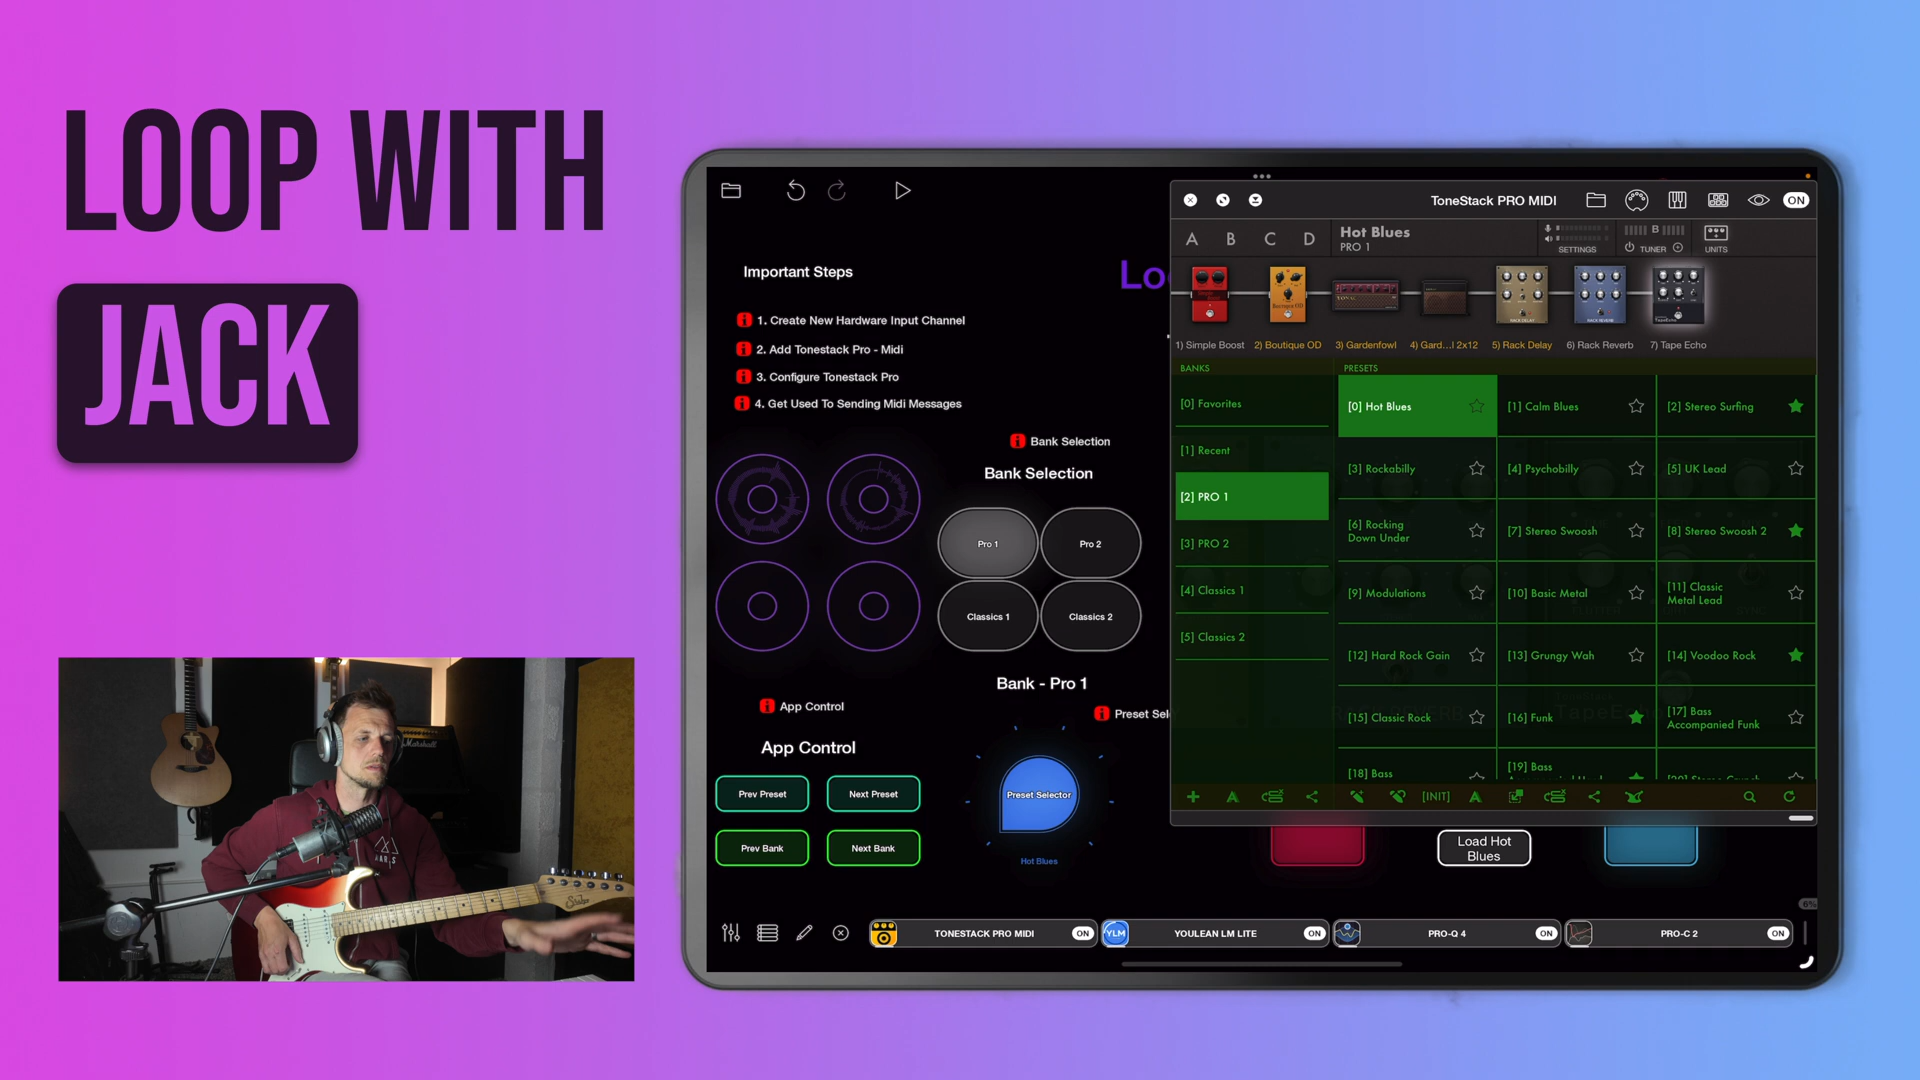 LOOP WITH
JACK
Marshall
Important Steps
1. Create New Hardware Input Channel
2. Add Tonestack Pro - Midi
3. Configure Tonestack Pro
4. Get Used To Sending Midi Messages
Bank Selection
Bank Selection
Pro 1
Pro 2
Classics 1
Classics 2
Bank - Pro 1
App Control
App Control
Prev Preset
Next Preset
Prev Bank
Next Bank
Preset Selector
Hot Blues
ToneStack PRO MIDI
ON
A B C D
Hot Blues
PRO 1
SETTINGS
B
TUNER
UNITS
1) Simple Boost
2) Boutique OD
3) Gardenfowl
4) Gard...l 2x12
5) Rack Delay
6) Rack Reverb
7) Tape Echo
BANKS
[0] Favorites
[1] Recent
[2] PRO 1
[3] PRO 2
[4] Classics 1
[5] Classics 2
PRESETS
[0] Hot Blues
[1] Calm Blues
[2] Stereo Surfing
[3] Rockabilly
[4] Psychobilly
[5] UK Lead
[6] Rocking
Down Under
[7] Stereo Swoosh
[8] Stereo Swoosh 2
[9] Modulations
[10] Basic Metal
[11] Classic
Metal Lead
[12] Hard Rock Gain
[13] Grungy Wah
[14] Voodoo Rock
[15] Classic Rock
[16] Funk
[17] Bass
Accompanied Funk
[18] Bass
[19] Bass
[INIT]
Load Hot
Blues
6%
TONESTACK PRO MIDI
ON
YLM
YOULEAN LM LITE
ON
PRO-Q 4
ON
PRO-C 2
ON